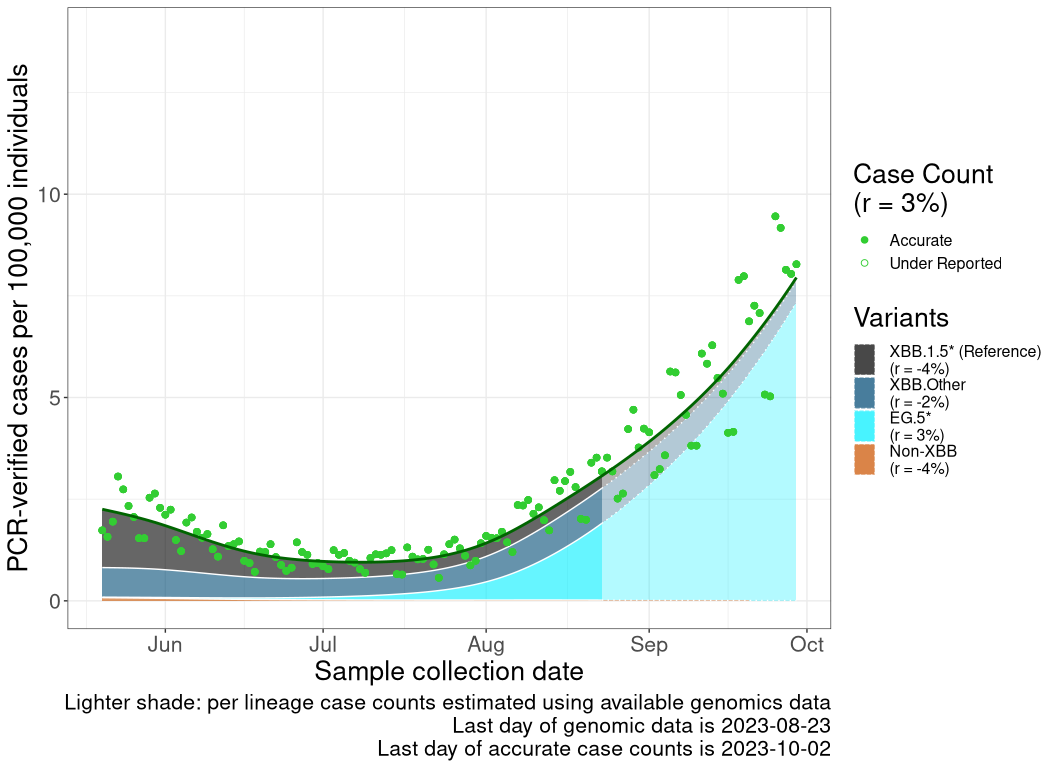 PCR-verified cases per 100,000 individuals
10
5
0
Jun Jul Aug Sep Oct
Sample collection date
Lighter shade: per lineage case counts estimated using available genomics data
Last day of genomic data is 2023-08-23
Last day of accurate case counts is 2023-10-02
Case Count
(r = 3%)
Accurate
Under Reported
Variants
XBB.1.5* (Reference)
(r = -4%)
XBB.Other
(r = -2%)
EG.5*
(r = 3%)
Non-XBB
(r = -4%)